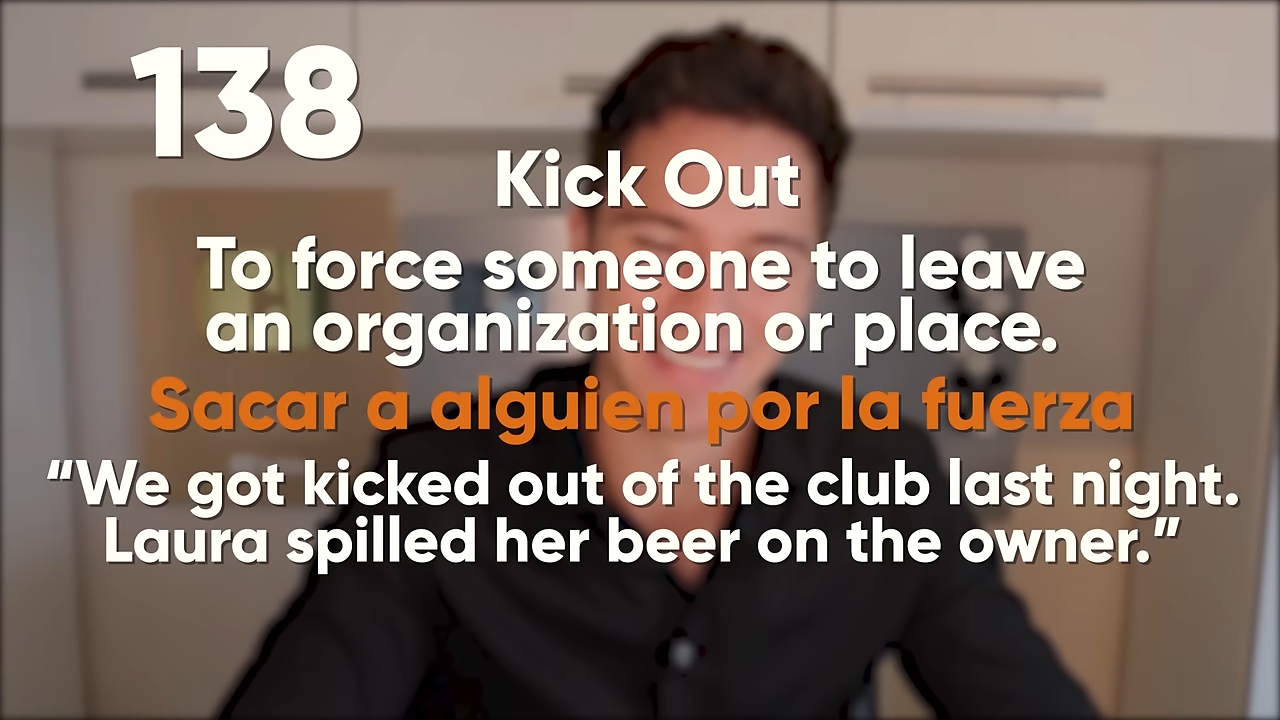 138
Kick Out
To force someone to leave
an organization or place.
Sacar a alguien por la fuerza
“We got kicked out of the club last night.
Laura spilled her beer on the owner.”